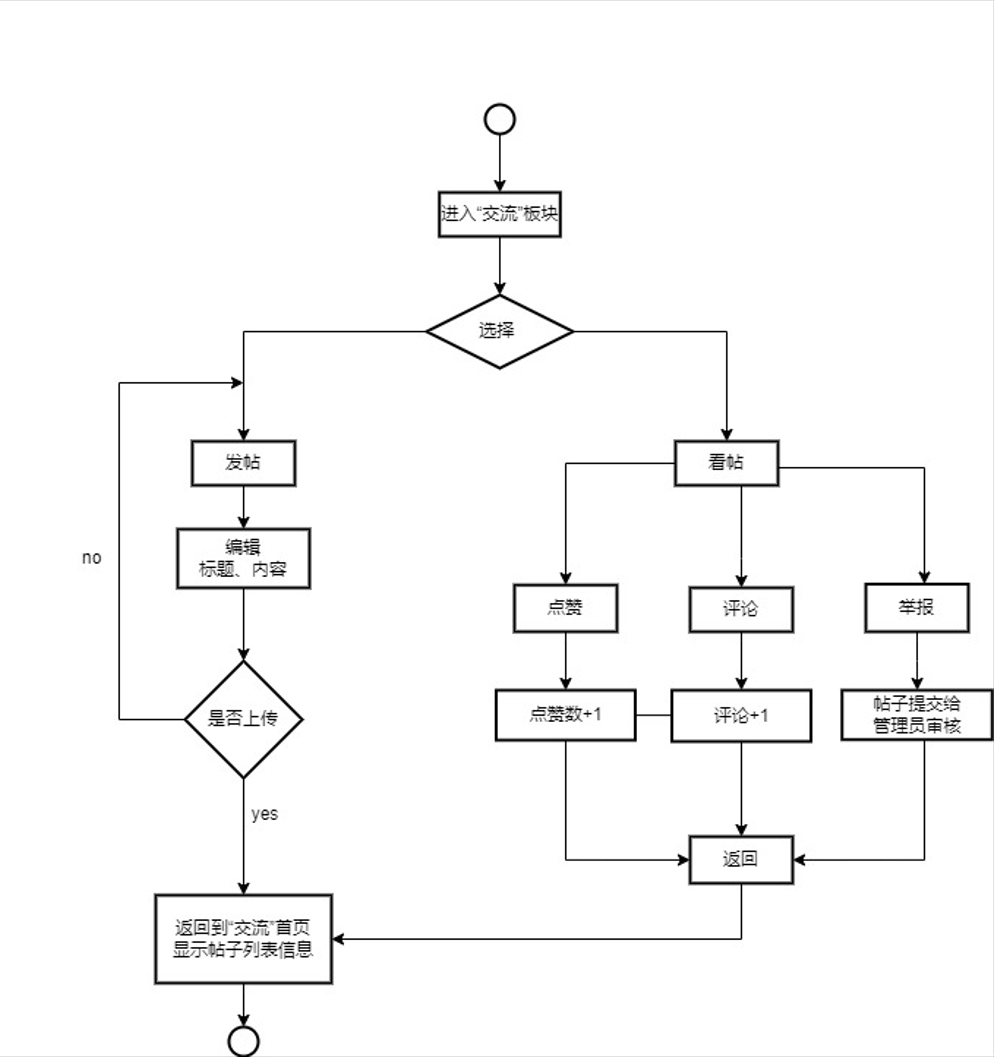 进入“交流”板块
选择
发帖
看帖
编辑
标题、内容
no
点赞
评论
举报
是否上传
点赞数+1
评论+1
帖子提交给
管理员审核
yes
返回
返回到“交流”首页
显示帖子列表信息